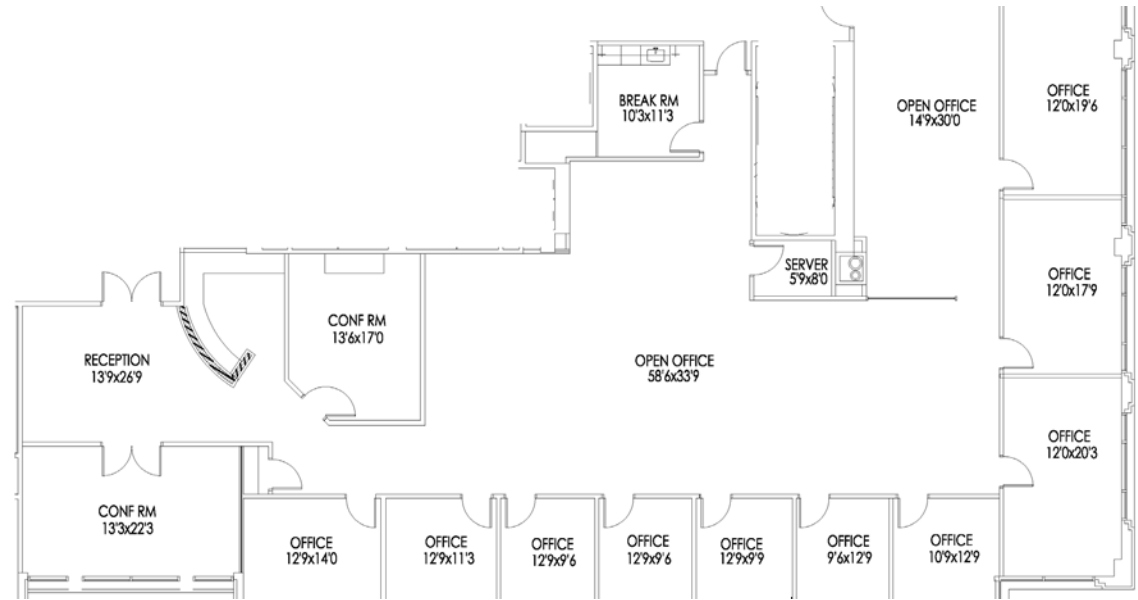 BREAK RM
10'3x11'3
OPEN OFFICE
14'9x30'0
OFFICE
12'0x19'6
SERVER
5'9x8'0
OFFICE
12'0x17'9
CONF RM
13'6x17'0
RECEPTION
13'9x26'9
OPEN OFFICE
58'6x33'9
OFFICE
12'0x20'3
CONF RM
13'3x22'3
OFFICE
12'9x14'0
OFFICE
12'9x11'3
OFFICE
12'9x9'6
OFFICE
12'9x9'6
OFFICE
12'9x9'9
OFFICE
9'6x12'9
OFFICE
10'9x12'9